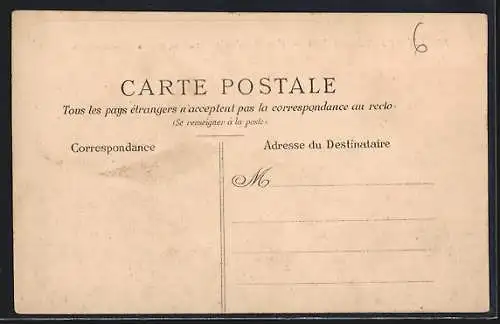 6
CARTE POSTALE
Tous les pays étrangers n'acceptent pas la correspondance au recto.
(Se renseigner à la poste)
Correspondance
Adresse du Destinataire
M